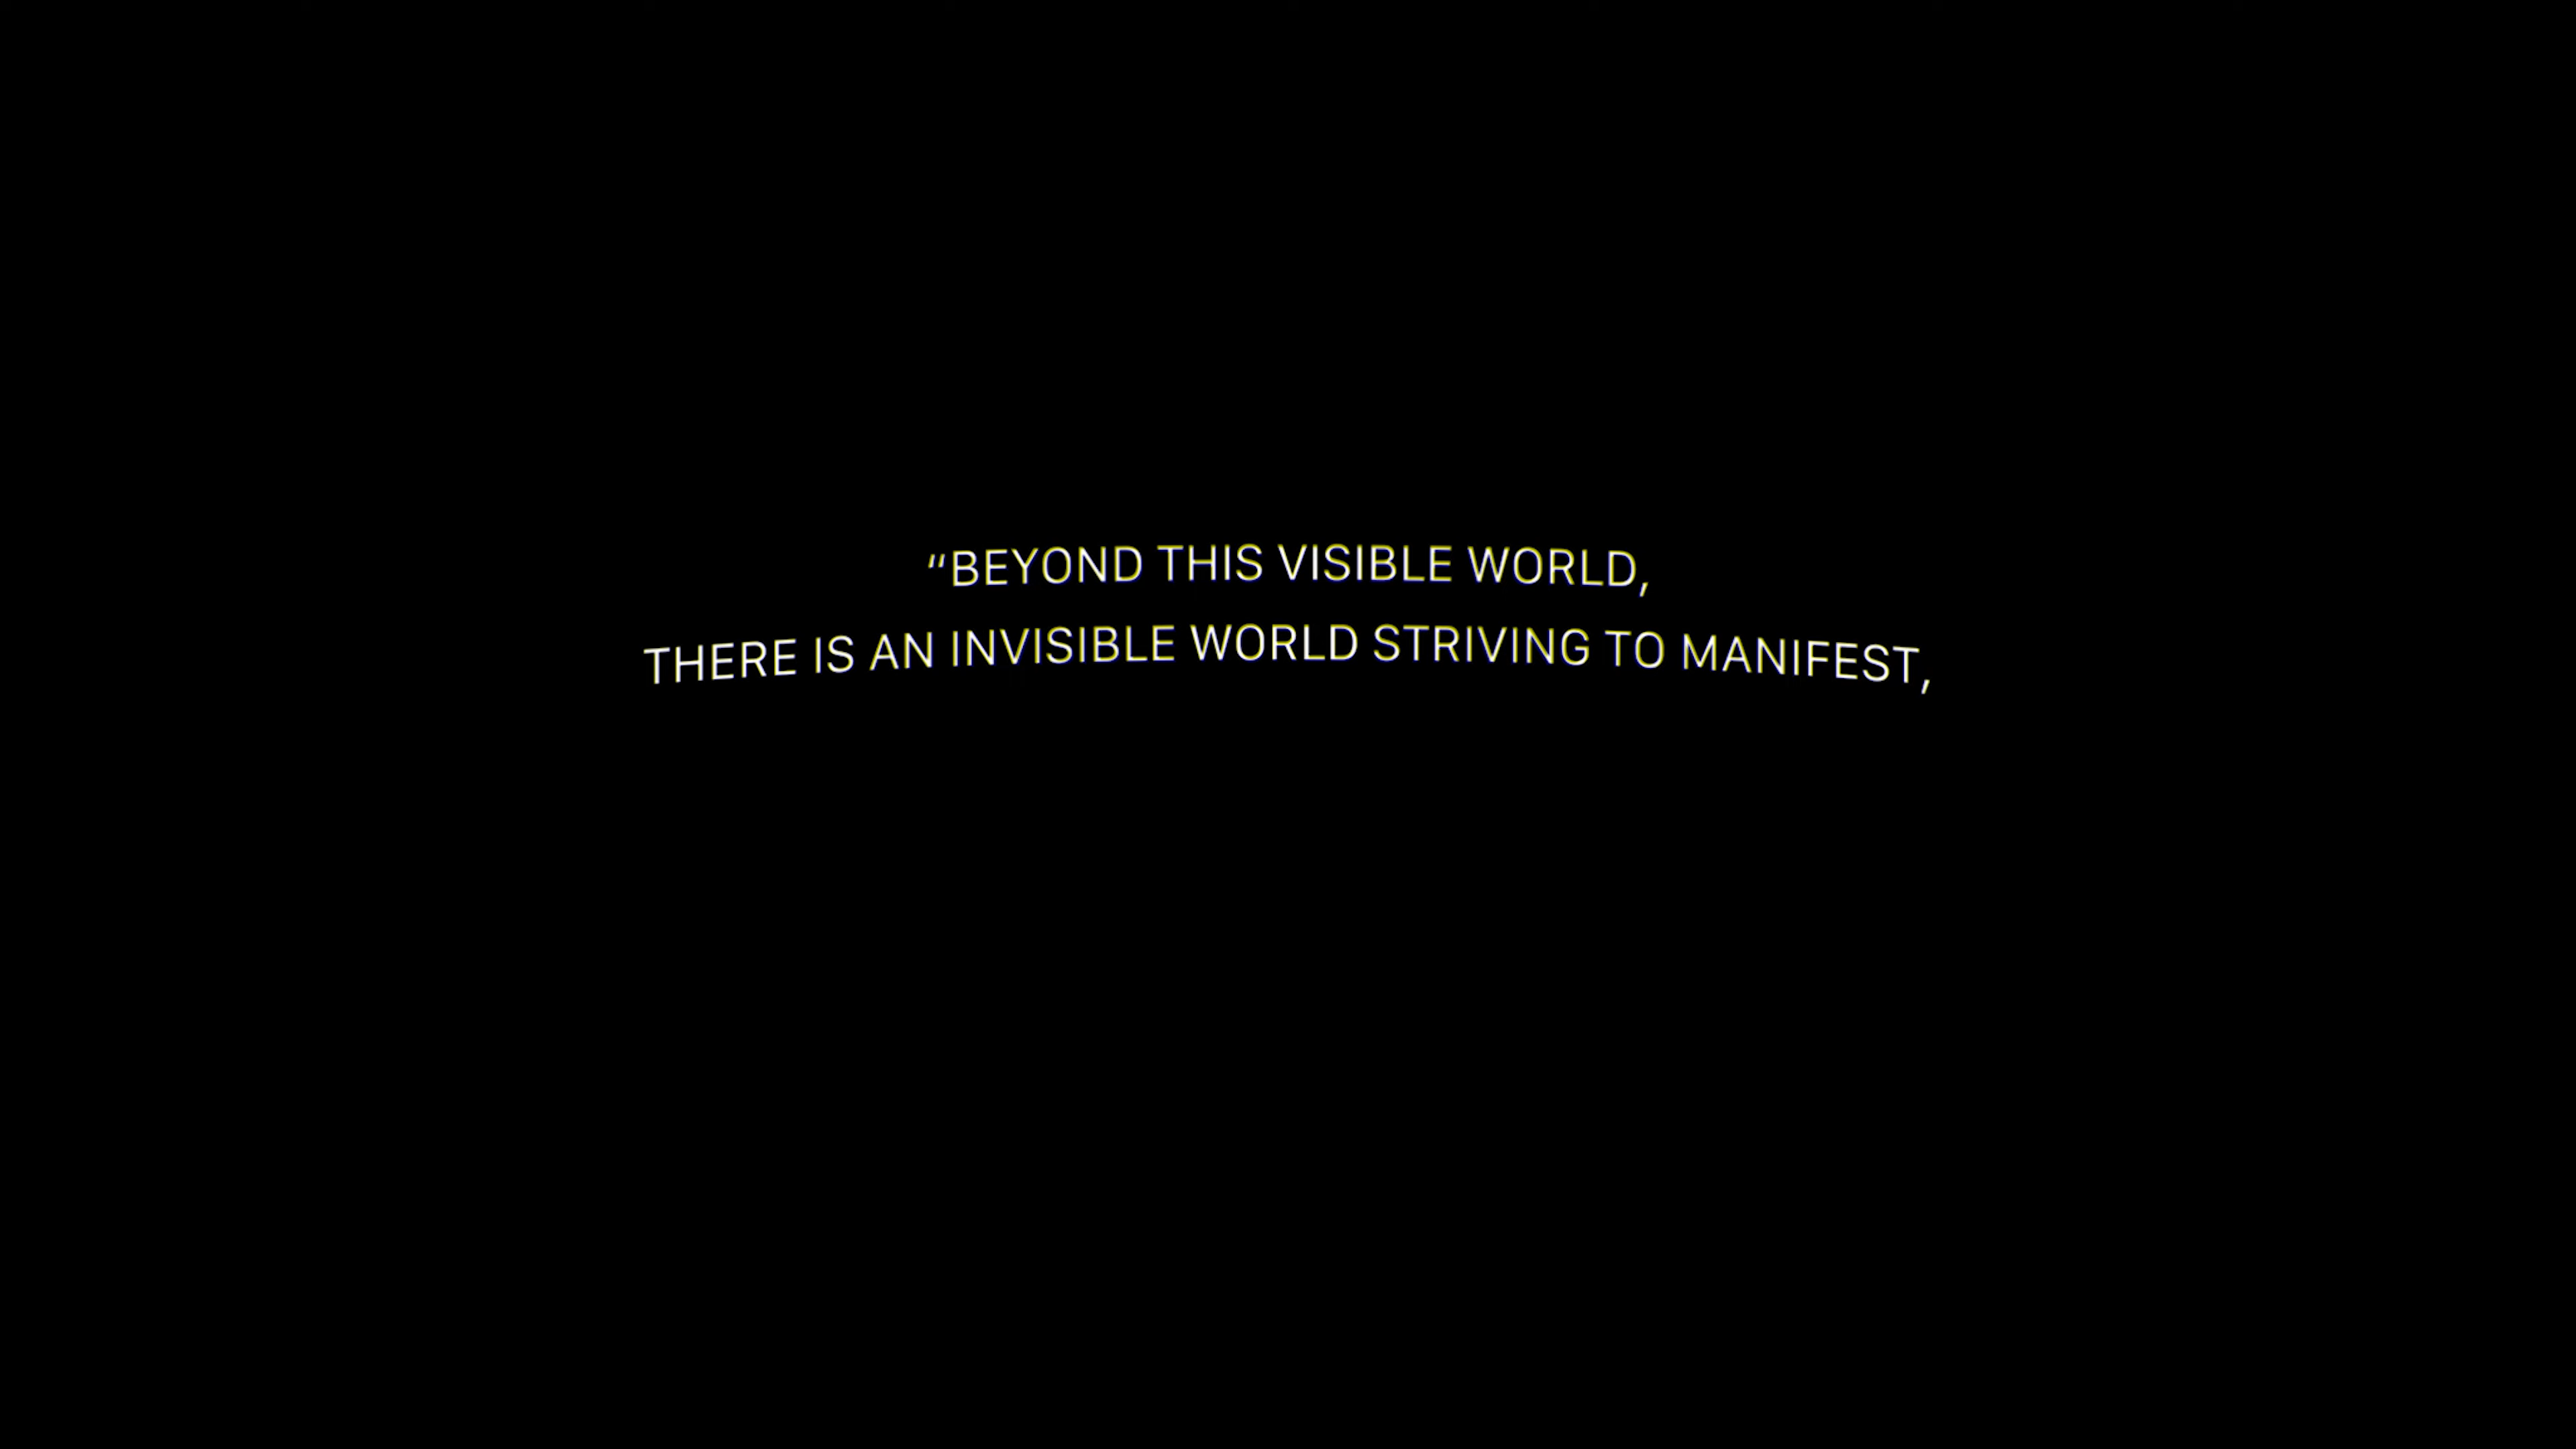 “BEYOND THIS VISIBLE WORLD,
THERE IS AN INVISIBLE WORLD STRIVING TO MANIFEST,